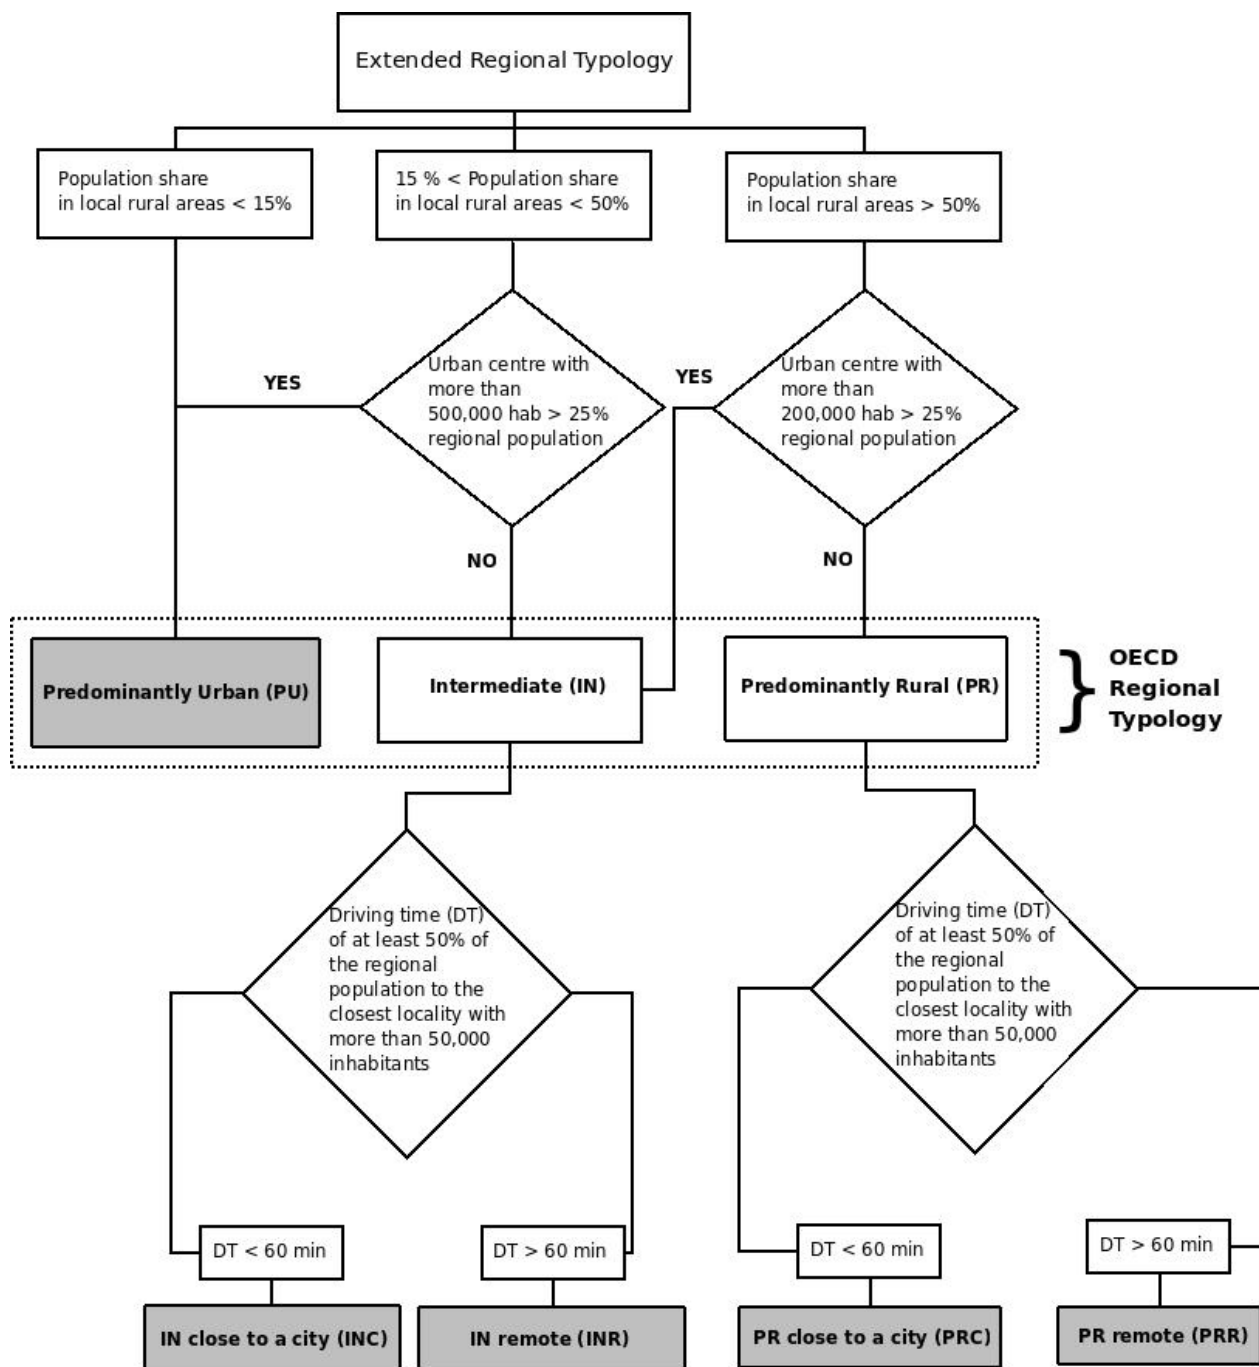 Extended Regional Typology
Population share
in local rural areas < 15%
15 % < Population share
in local rural areas < 50%
Population share
in local rural areas > 50%
Urban centre with
more than
500,000 hab > 25%
regional population
YES
NO
Urban centre with
more than
200,000 hab > 25%
regional population
YES
NO
Predominantly Urban (PU)
Intermediate (IN)
Predominantly Rural (PR)
}
OECD
Regional
Typology
Driving time (DT)
of at least 50% of
the regional
population to the
closest locality with
more than 50,000
inhabitants
Driving time (DT)
of at least 50% of
the regional
population to the
closest locality with
more than 50,000
inhabitants
DT < 60 min
DT > 60 min
DT < 60 min
DT > 60 min
IN close to a city (INC)
IN remote (INR)
PR close to a city (PRC)
PR remote (PRR)